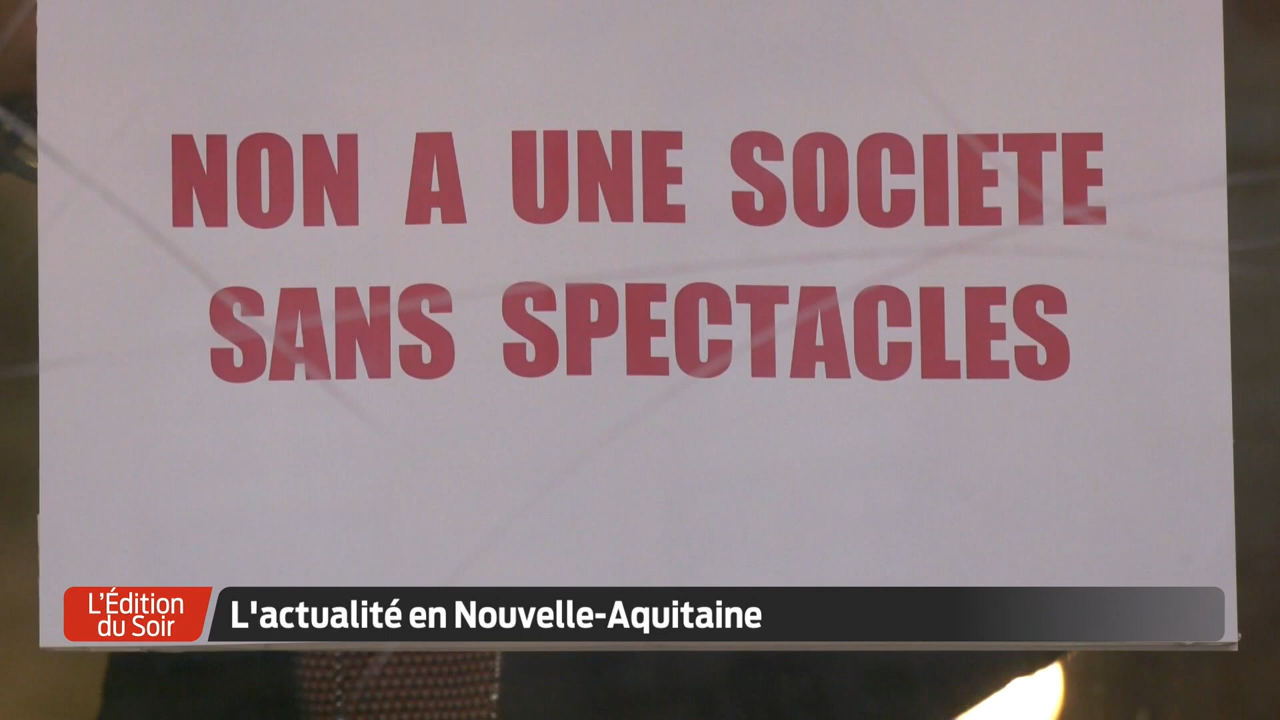 NON A UNE SOCIETE
SANS SPECTACLES
L'Édition
du Soir
L'actualité en Nouvelle-Aquitaine